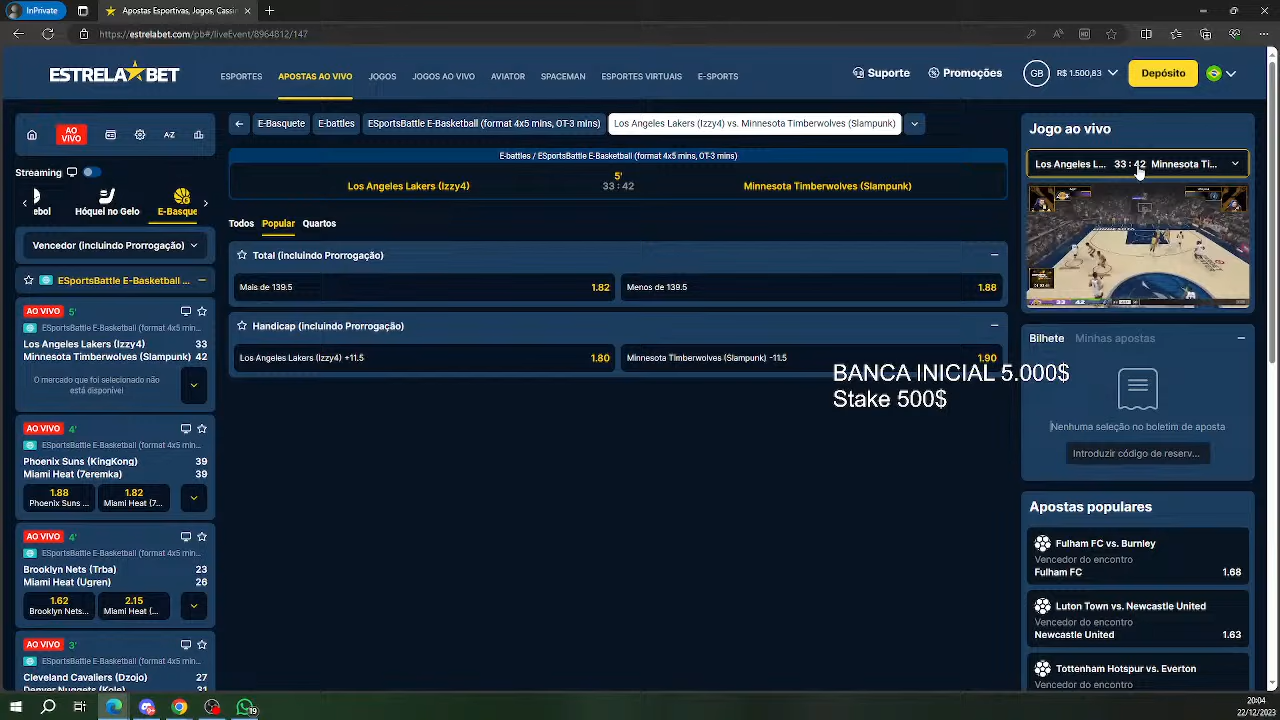 InPrivate
Apostas Esportivas, Jogos, Cassi
https://estrelabet.com/pb#/liveEvent/8964812/147
ESTRELABET
ESPORTES
APOSTAS AO VIVO
JOGOS
JOGOS AO VIVO
AVIATOR
SPACEMAN
ESPORTES VIRTUAIS
E-SPORTS
Suporte
Promoções
GB
R$ 1.500,83
Depósito
AO VIVO
A-Z
Streaming
ebol
Hóquel no Gelo
E-Basque
Vencedor (incluindo Prorrogação)
ESportsBattle E-Basketball ...
AO VIVO 5'
ESportsBattle E-Basketball (format 4x5 min...
Los Angeles Lakers (Izzy4) 33
Minnesota Timberwolves (Slampunk) 42
O mercado que foi selecionado não
está disponível
AO VIVO 4'
ESportsBattle E-Basketball (format 4x5 min...
Phoenix Suns (KingKong) 39
Miami Heat (7eremka) 39
1.88 1.82
Phoenix Suns ... Miami Heat (7...
AO VIVO 4'
ESportsBattle E-Basketball (format 4x5 min...
Brooklyn Nets (Trba) 23
Miami Heat (Ugren) 26
1.62 2.15
Brooklyn Nets... Miami Heat (...
AO VIVO 3'
ESportsBattle E-Basketball (format 4x5 min...
Cleveland Cavaliers (Dzojo) 27
E-Basquete
E-battles
ESportsBattle E-Basketball (format 4x5 mins, OT-3 mins)
Los Angeles Lakers (Izzy4) vs. Minnesota Timberwolves (Slampunk)
E-battles / ESportsBattle E-Basketball (format 4x5 mins, OT-3 mins)
5'
Los Angeles Lakers (Izzy4) 33 : 42 Minnesota Timberwolves (Slampunk)
Todos Popular Quartos
Total (incluindo Prorrogação)
Mais de 139.5 1.82
Menos de 139.5 1.88
Handicap (incluindo Prorrogação)
Los Angeles Lakers (Izzy4) +11.5 1.80
Minnesota Timberwolves (Slampunk) -11.5 1.90
BANCA INICIAL 5.000$
Stake 500$
Jogo ao vivo
Los Angeles L... 33 : 42 Minnesota Ti...
Bilhete Minhas apostas
Nenhuma seleção no boletim de aposta
Introduzir código de reserv...
Apostas populares
Fulham FC vs. Burnley
Vencedor do encontro
Fulham FC 1.68
Luton Town vs. Newcastle United
Vencedor do encontro
Newcastle United 1.63
Tottenham Hotspur vs. Everton
Vencedor do encontro
20:04
22/12/2023